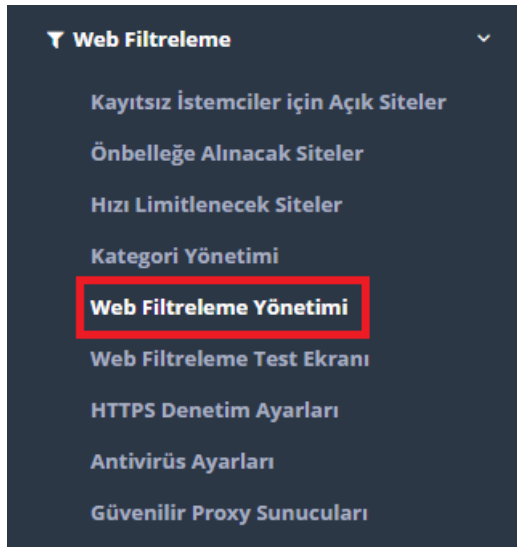 Web Filtreleme
Kayıtsız İstemciler için Açık Siteler
Önbelleğe Alınacak Siteler
Hızı Limitlenecek Siteler
Kategori Yönetimi
Web Filtreleme Yönetimi
Web Filtreleme Test Ekranı
HTTPS Denetim Ayarları
Antivirüs Ayarları
Güvenilir Proxy Sunucuları